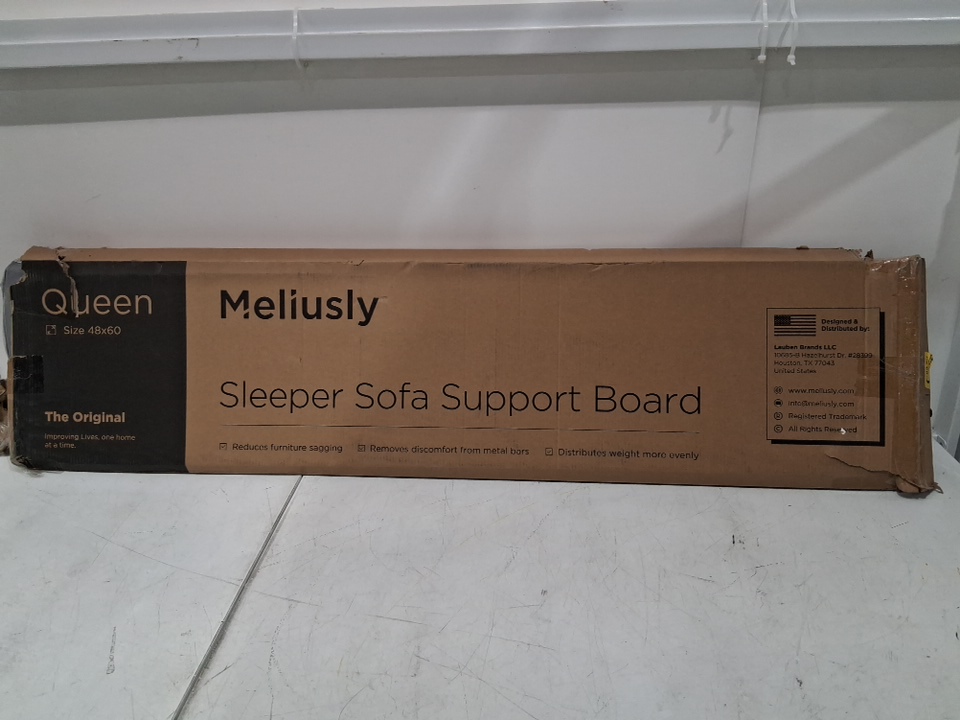 Queen
Size 48x60
The Original
Improving Lives, one home
at a time.
Meliusly
Sleeper Sofa Support Board
Reduces furniture sagging
Removes discomfort from metal bars
Distributes weight more evenly
Designed &
Distributed by:
Lauben Brands LLC
Hazelhurst Dr.
Houston, TX 77043
United States
www.meliusly.com
info@meliusly.com
Registered Trademark
© All Rights Reserved